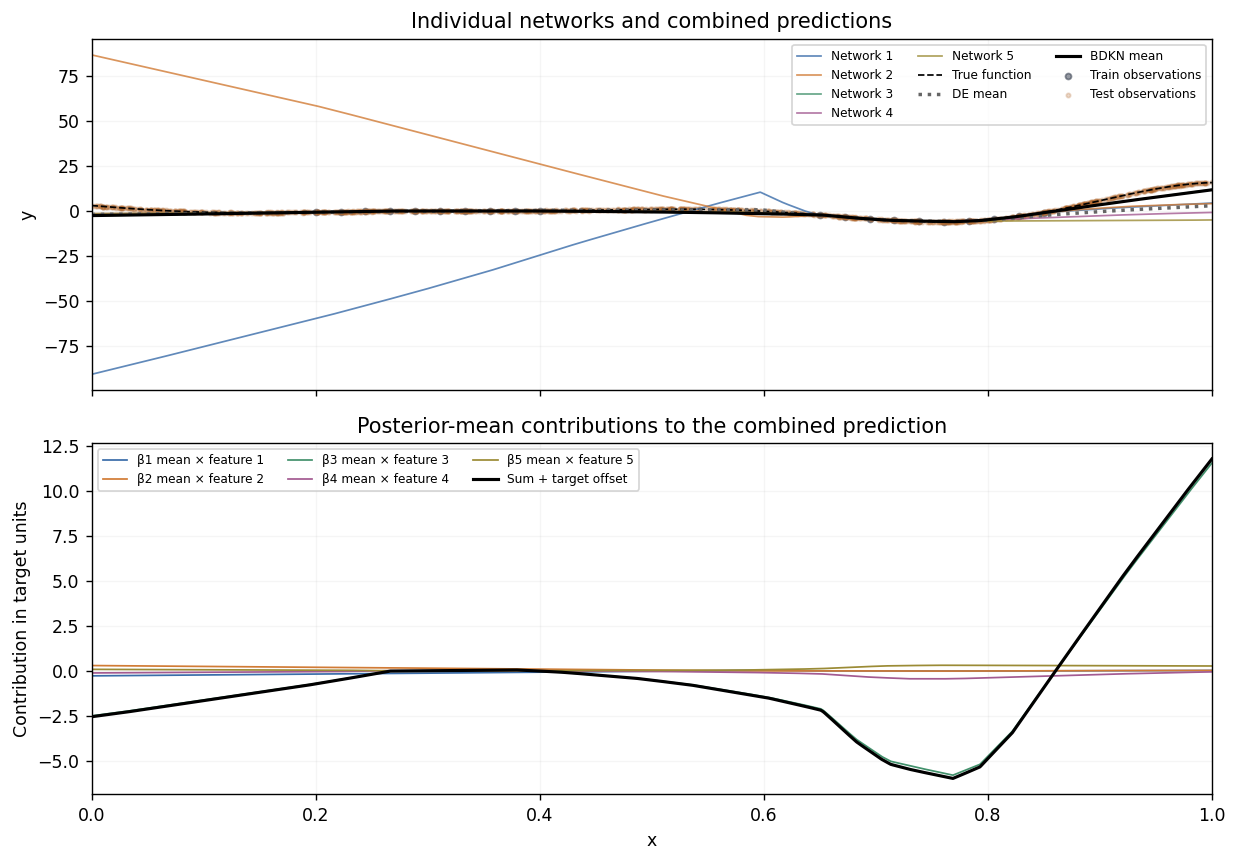 Individual networks and combined predictions
Network 1
Network 2
Network 3
Network 4
Network 5
True function
DE mean
BDKN mean
Train observations
Test observations
75
50
25
0
−25
−50
−75
y
Posterior-mean contributions to the combined prediction
β1 mean × feature 1
β2 mean × feature 2
β3 mean × feature 3
β4 mean × feature 4
β5 mean × feature 5
Sum + target offset
12.5
10.0
7.5
5.0
2.5
0.0
−2.5
−5.0
Contribution in target units
0.0 0.2 0.4 0.6 0.8 1.0
x